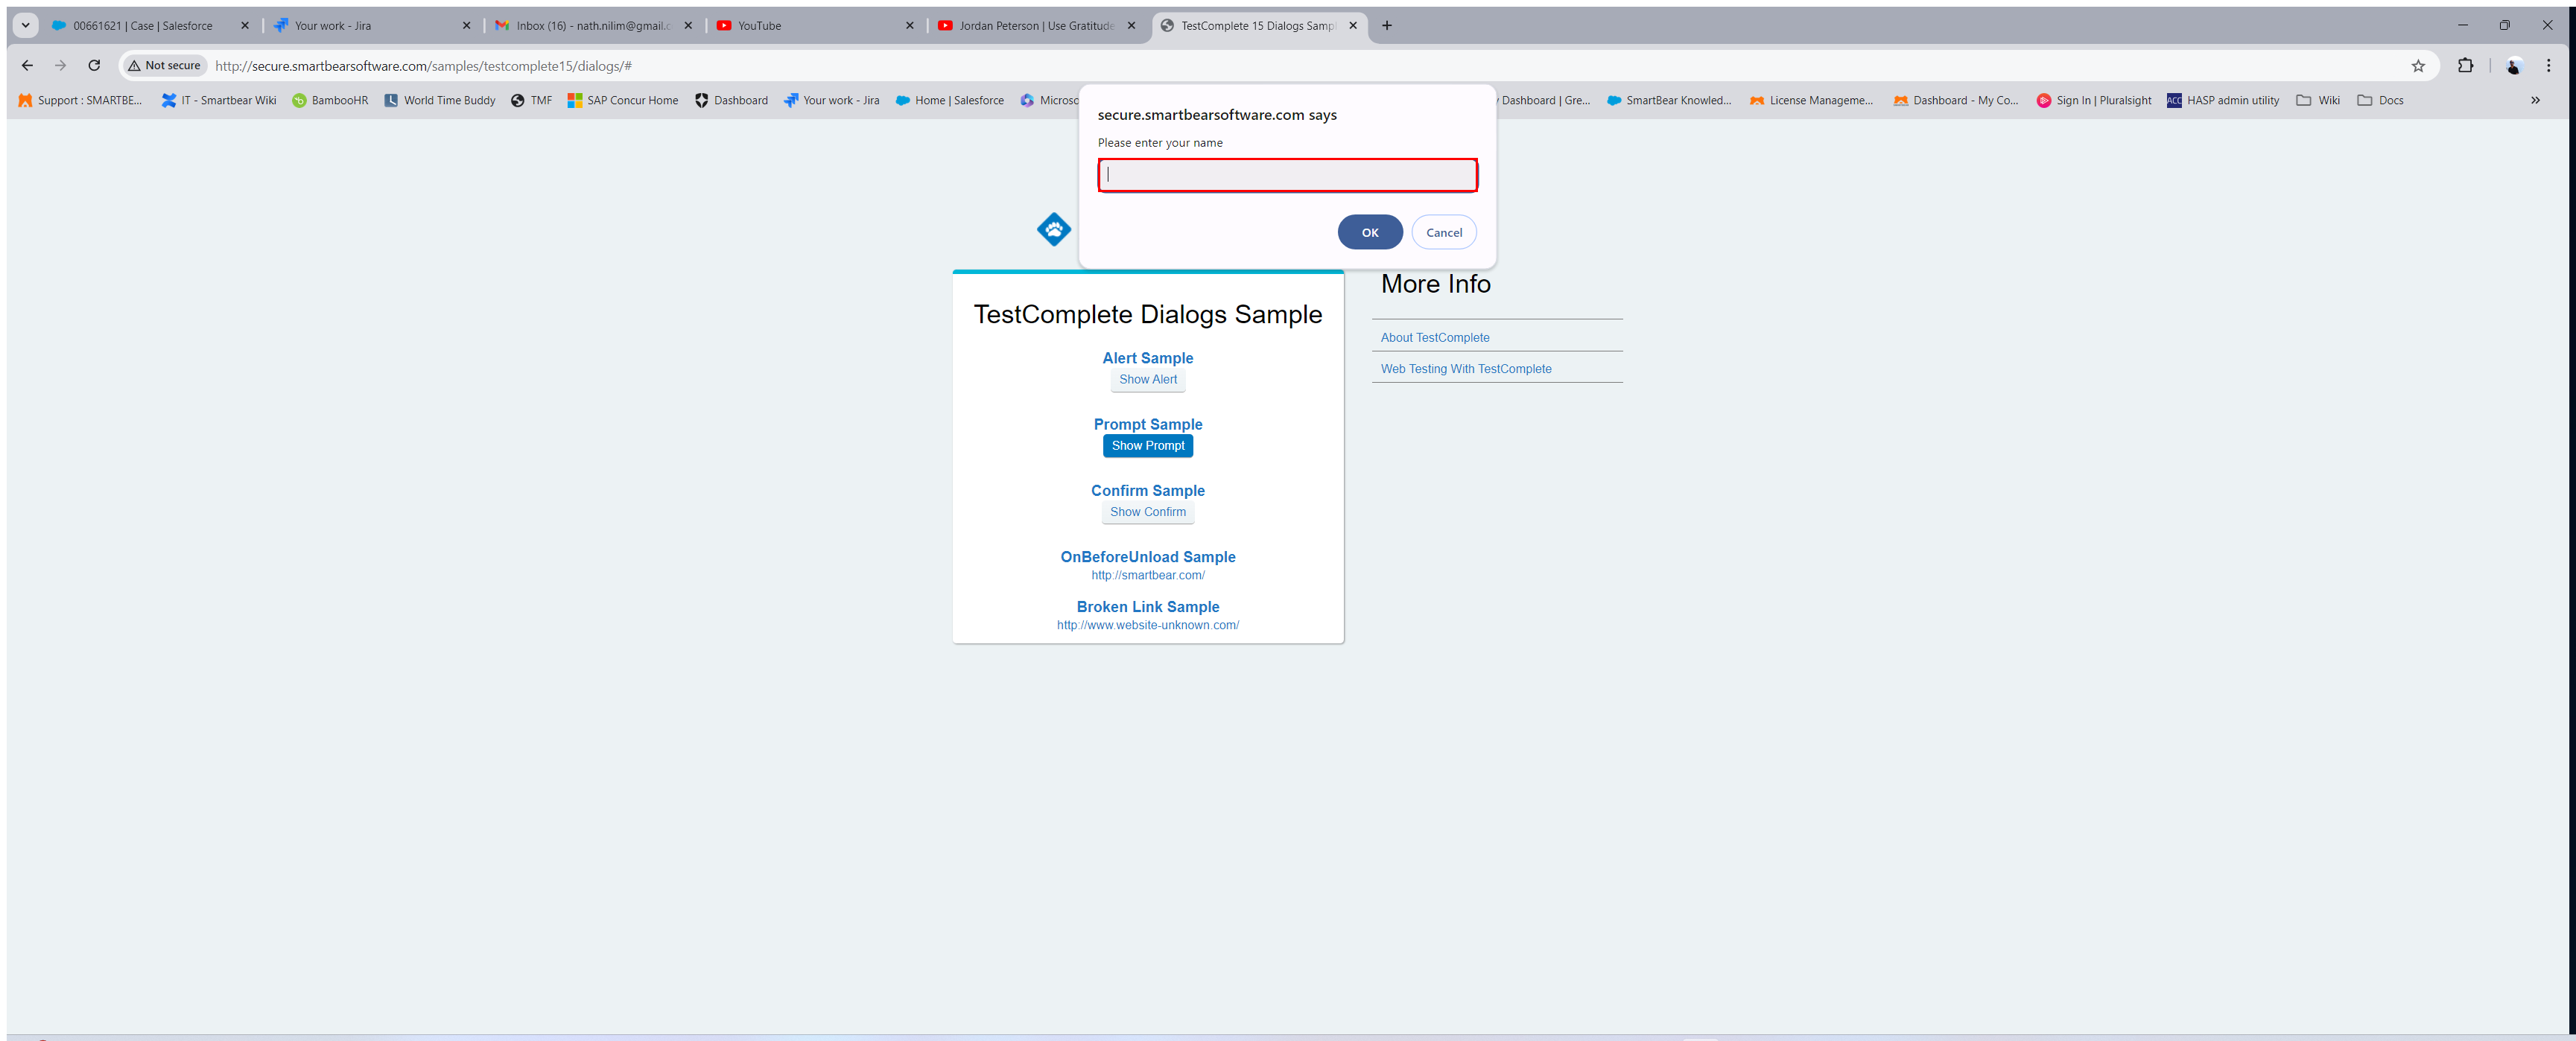 00661621 | Case | Salesforce
Your work - Jira
Inbox (16) - nath.nilim@gmail.c
YouTube
Jordan Peterson | Use Gratitude
TestComplete 15 Dialogs Sampl
Not secure
http://secure.smartbearsoftware.com/samples/testcomplete15/dialogs/#
Support : SMARTBE...
IT - Smartbear Wiki
BambooHR
World Time Buddy
TMF
SAP Concur Home
Dashboard
Your work - Jira
Home | Salesforce
Microso
Dashboard | Gre...
SmartBear Knowled...
License Manageme...
Dashboard - My Co...
Sign In | Pluralsight
ACC
HASP admin utility
Wiki
Docs
secure.smartbearsoftware.com says
Please enter your name
OK
Cancel
TestComplete Dialogs Sample
Alert Sample
Show Alert
Prompt Sample
Show Prompt
Confirm Sample
Show Confirm
OnBeforeUnload Sample
http://smartbear.com/
Broken Link Sample
http://www.website-unknown.com/
More Info
About TestComplete
Web Testing With TestComplete